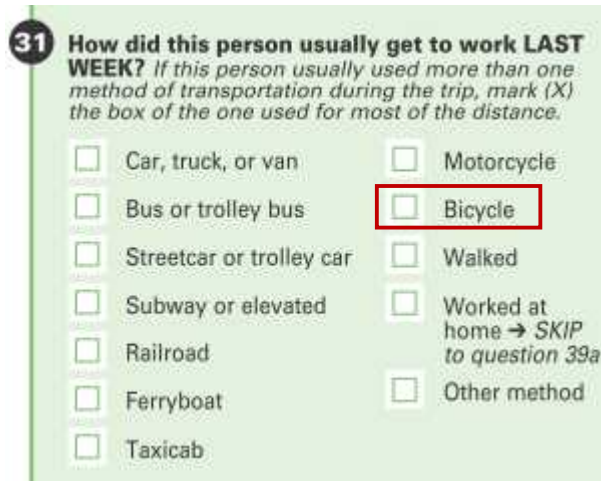 31 How did this person usually get to work LAST
WEEK? If this person usually used more than one
method of transportation during the trip, mark (X)
the box of the one used for most of the distance.
Car, truck, or van
Bus or trolley bus
Streetcar or trolley car
Subway or elevated
Railroad
Ferryboat
Taxicab
Motorcycle
Bicycle
Walked
Worked at
home ➔ SKIP
to question 39a
Other method